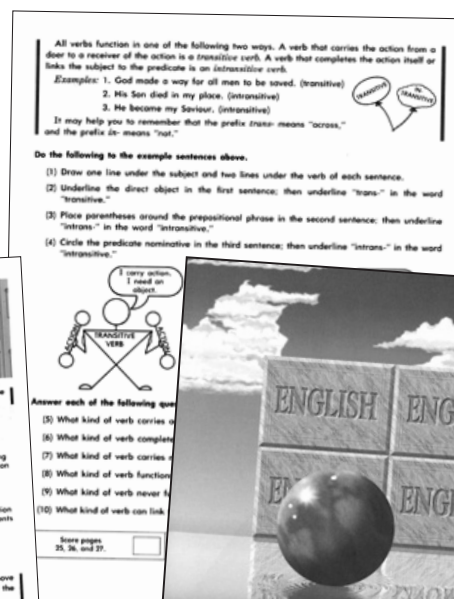 All verbs function in one of the following two ways. A verb that carries the action from a
doer to a receiver of the action is a transitive verb. A verb that completes the action itself or
links the subject to the predicate is an intransitive verb.
Examples: 1. God made a way for all men to be saved. (transitive)
2. His Son died in my place. (intransitive)
3. He became my Saviour. (intransitive)
TRANSITIVE
IN-
TRANSITIVE
It may help you to remember that the prefix trans- means "across,"
and the prefix in- means "not."
Do the following to the example sentences above.
(1) Draw one line under the subject and two lines under the verb of each sentence.
(2) Underline the direct object in the first sentence; then underline "trans-" in the word
"transitive."
(3) Place parentheses around the prepositional phrase in the second sentence; then underline
"intrans-" in the word "intransitive."
(4) Circle the predicate nominative in the third sentence; then underline "intrans-" in the word
"intransitive."
I carry action.
I need an
object.
ACTION
TRANSITIVE
VERB
ACTION
Answer each of the following que
(5) What kind of verb carries a
(6) What kind of verb complete
(7) What kind of verb carries
(8) What kind of verb function
(9) What kind of verb never f
(10) What kind of verb can link
Score pages
25, 26, and 27.
ENGLISH
ENG
EN
ENG